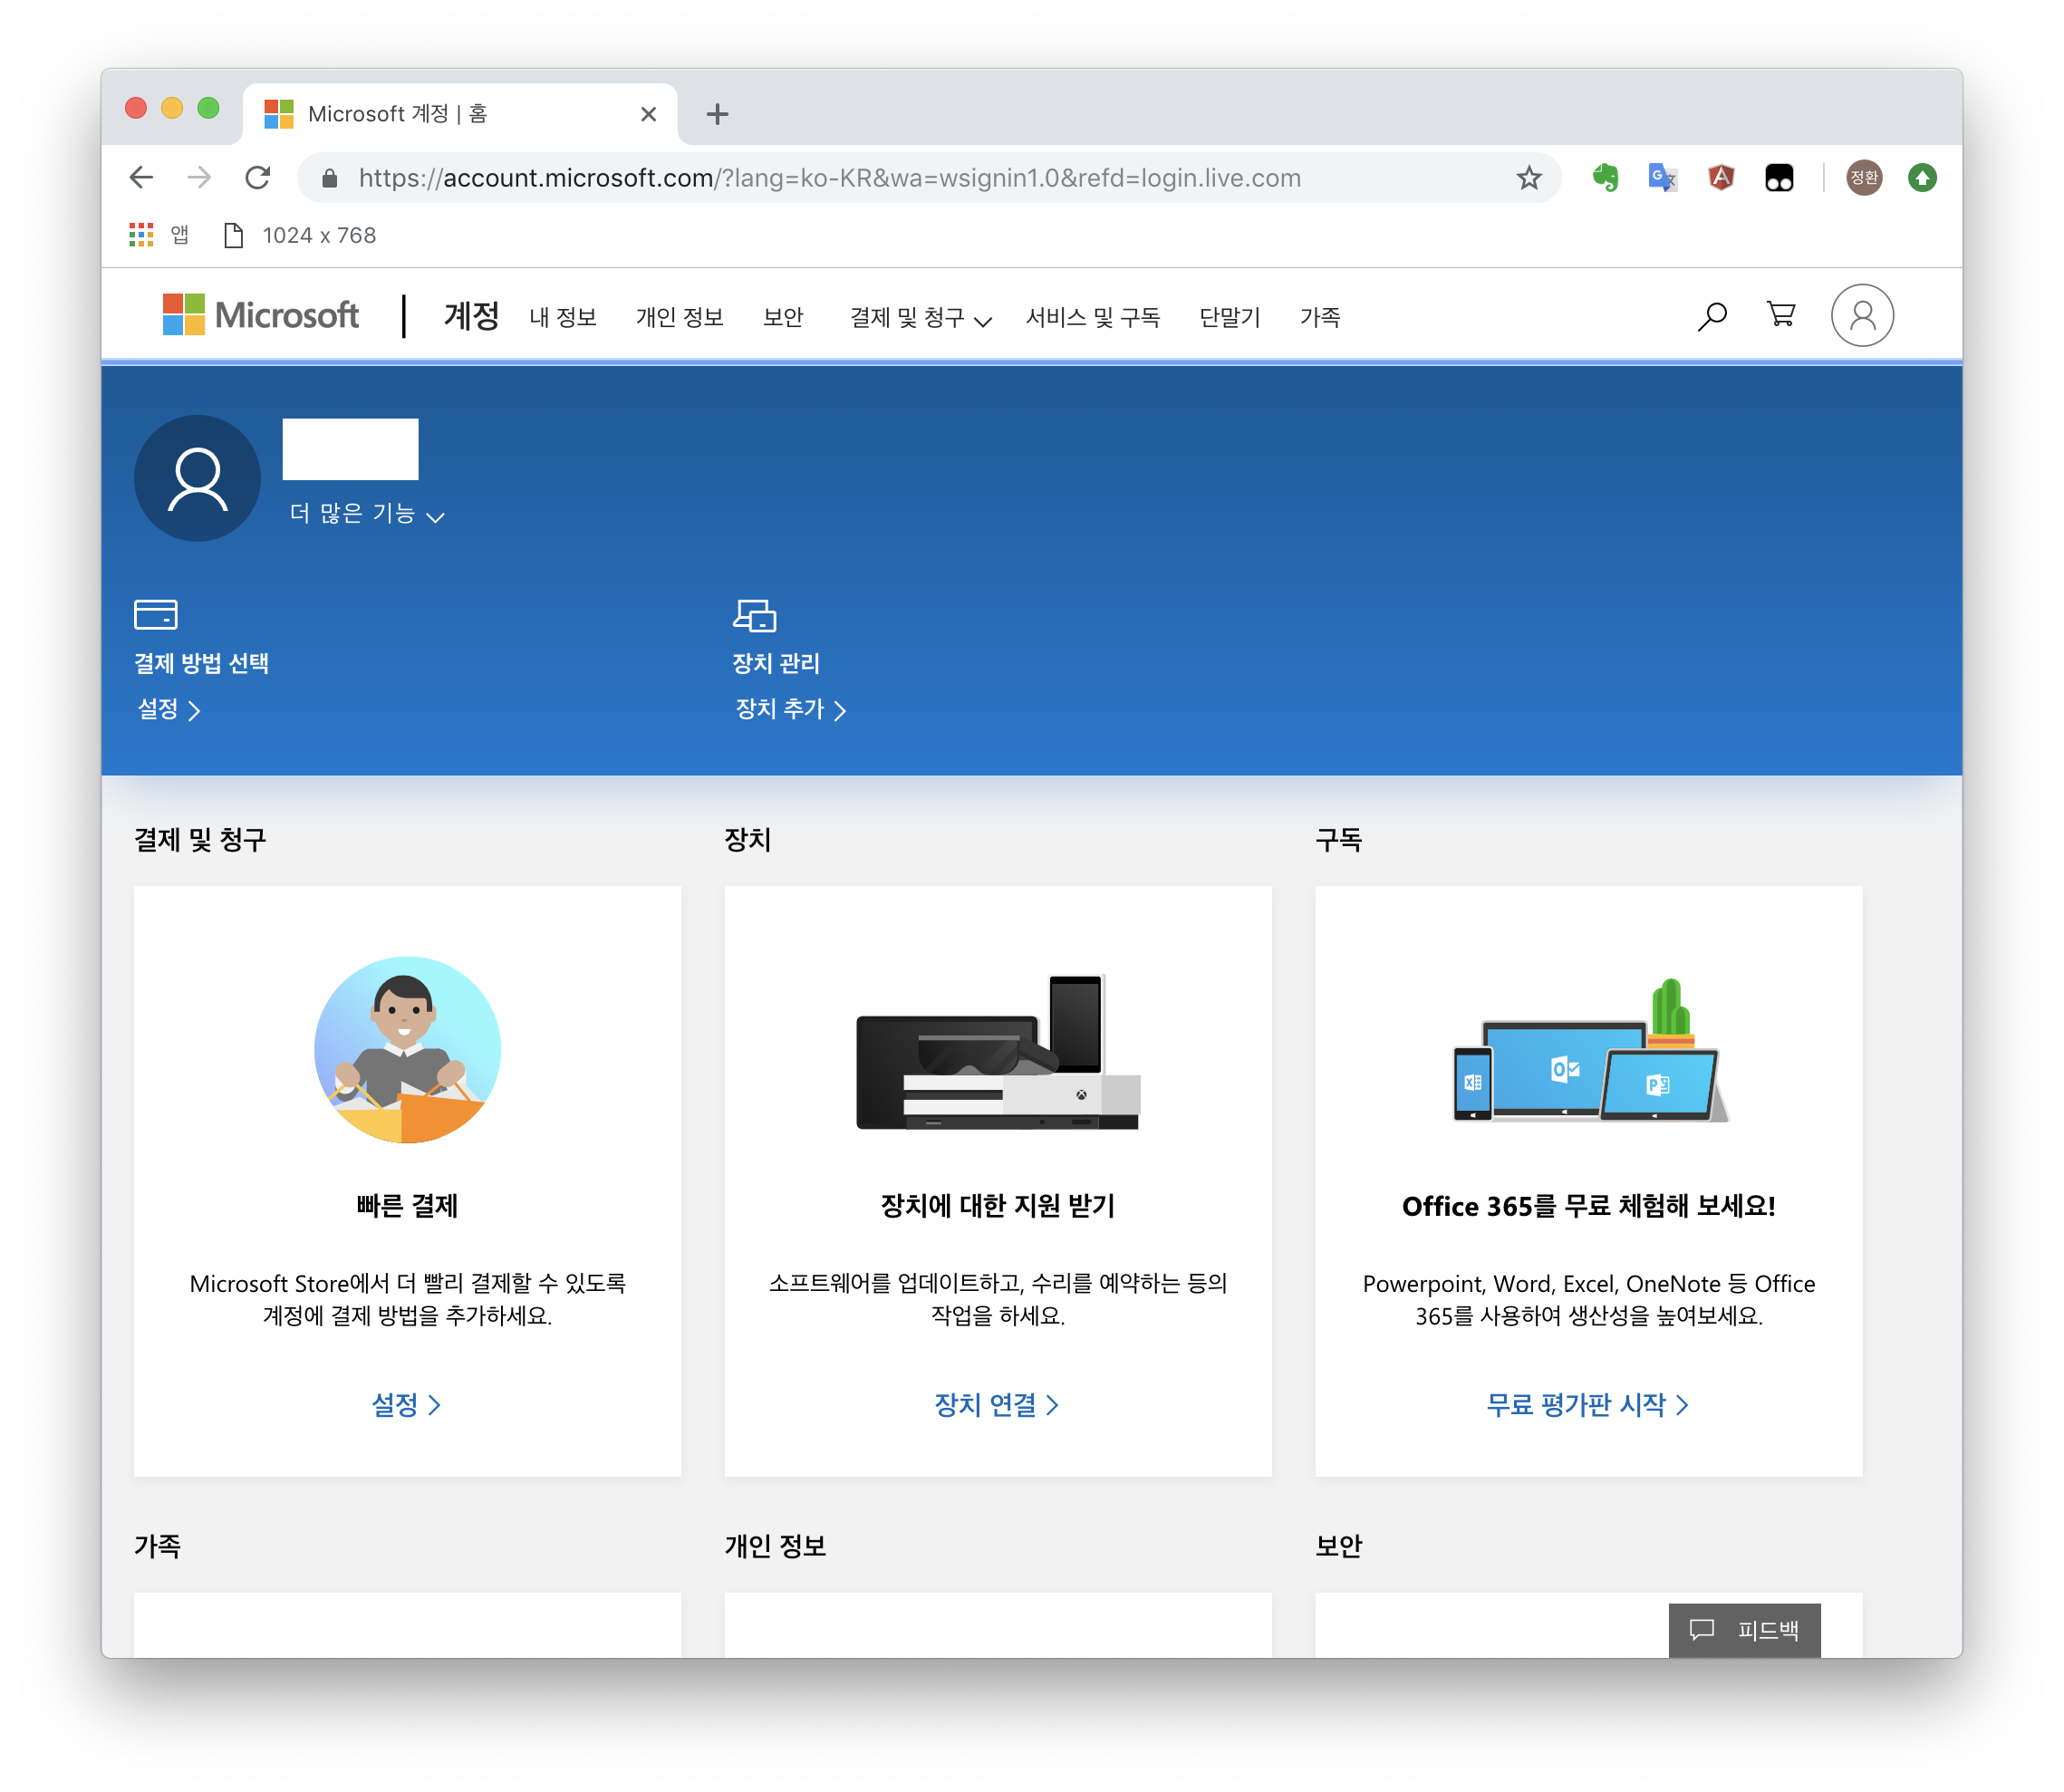 Microsoft 계정 | 홈
https://account.microsoft.com/?lang=ko-KR&wa=wsignin1.0&refd=login.live.com
정환
앱 1024 x 768
Microsoft 계정 내 정보 개인 정보 보안 결제 및 청구 서비스 및 구독 단말기 가족
더 많은 기능
결제 방법 선택
설정
장치 관리
장치 추가
결제 및 청구
빠른 결제
Microsoft Store에서 더 빨리 결제할 수 있도록
계정에 결제 방법을 추가하세요.
설정
장치
장치에 대한 지원 받기
소프트웨어를 업데이트하고, 수리를 예약하는 등의
작업을 하세요.
장치 연결
구독
Office 365를 무료 체험해 보세요!
Powerpoint, Word, Excel, OneNote 등 Office
365를 사용하여 생산성을 높여보세요.
무료 평가판 시작
가족
개인 정보
보안
피드백